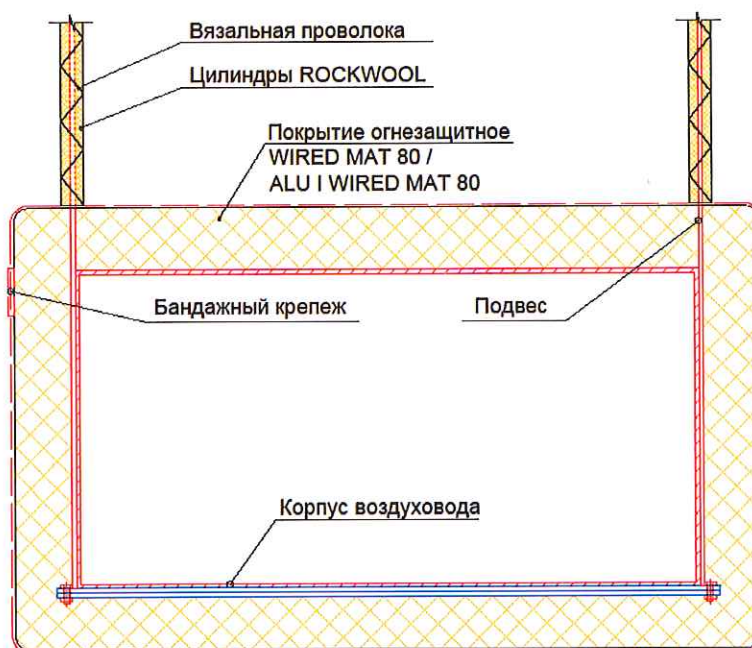 Вязальная проволока
Цилиндры ROCKWOOL
Покрытие огнезащитное
WIRED MAT 80 /
ALU I WIRED MAT 80
Бандажный крепеж
Подвес
Корпус воздуховода